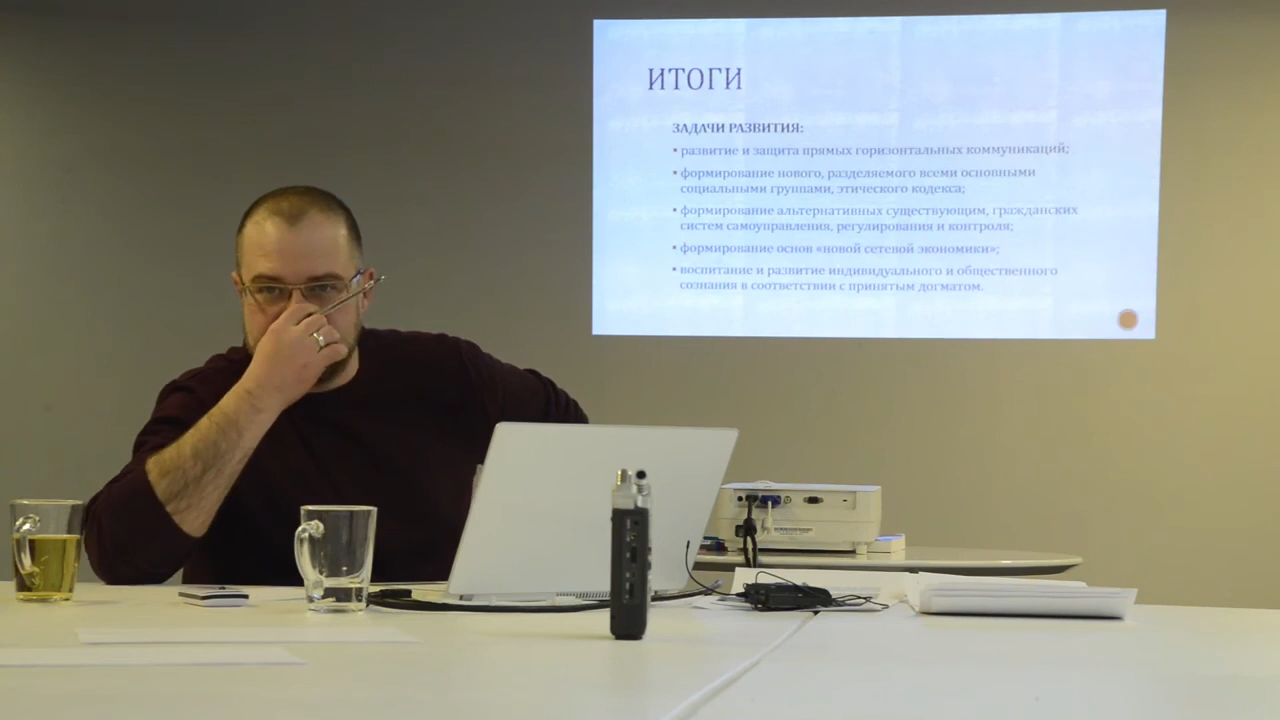 ИТОГИ
ЗАДАЧИ РАЗВИТИЯ:
▪ развитие и защита прямых горизонтальных коммуникаций;
▪ формирование нового, разделяемого всеми основными
социальными группами, этического кодекса;
▪ формирование альтернативных существующим, гражданских
систем самоуправления, регулирования и контроля;
▪ формирование основ «новой сетевой экономики»;
▪ воспитание и развитие индивидуального и общественного
сознания в соответствии с принятым догматом.